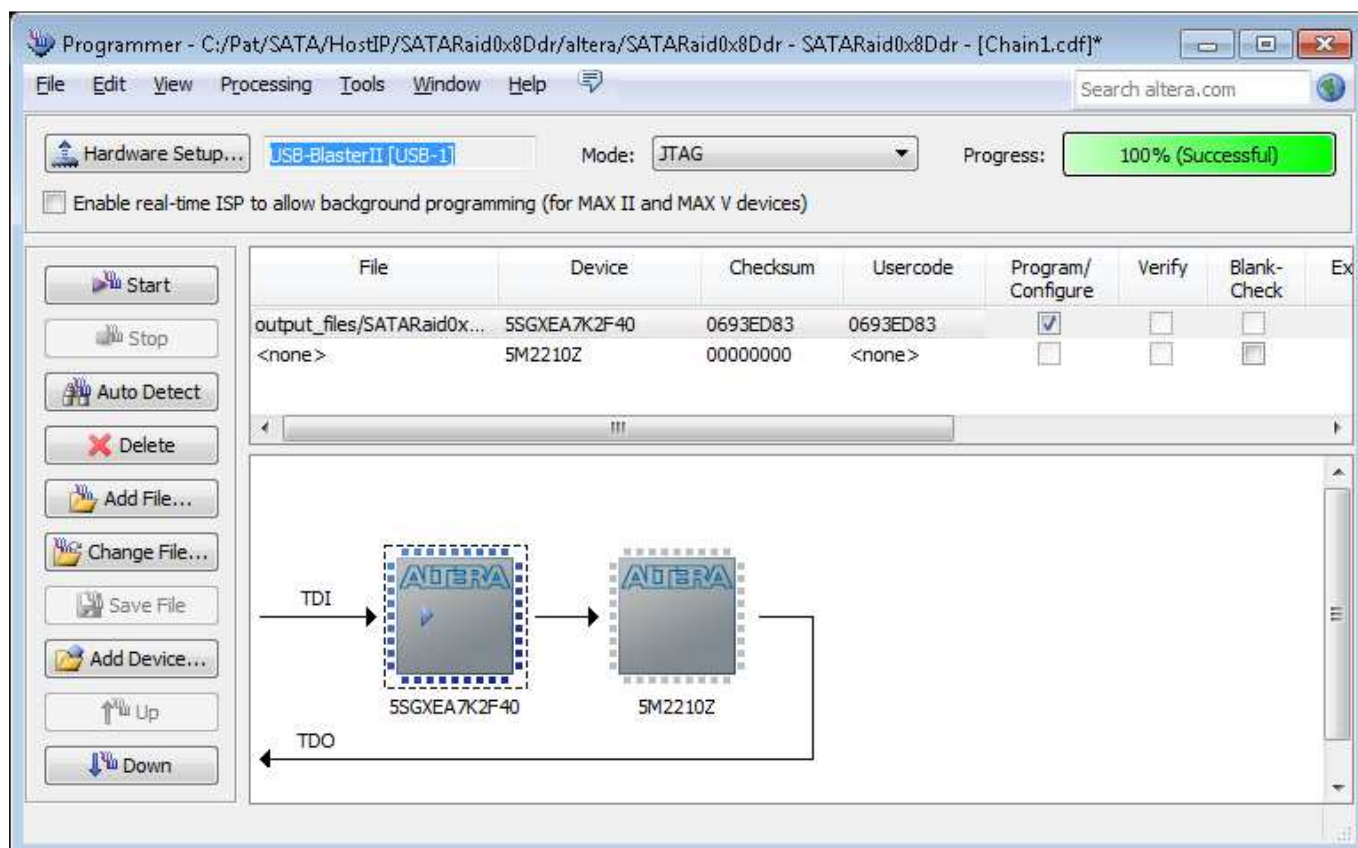 Programmer - C:/Pat/SATA/HostIP/SATARaid0x8Ddr/altera/SATARaid0x8Ddr - SATARaid0x8Ddr - [Chain1.cdf]*
File Edit View Processing Tools Window Help Search altera.com
Hardware Setup... USB-BlasterII [USB-1] Mode: JTAG Progress: 100% (Successful)
Enable real-time ISP to allow background programming (for MAX II and MAX V devices)
Start
Stop
Auto Detect
Delete
Add File...
Change File...
Save File
Add Device...
Up
Down
File Device Checksum Usercode Program/ Verify Blank- Ex
Configure Check
output_files/SATARaid0x... 5SGXEA7K2F40 0693ED83 0693ED83
<none> 5M2210Z 00000000 <none>
ALTERA ALTERA
TDI
5SGXEA7K2F40 5M2210Z
TDO